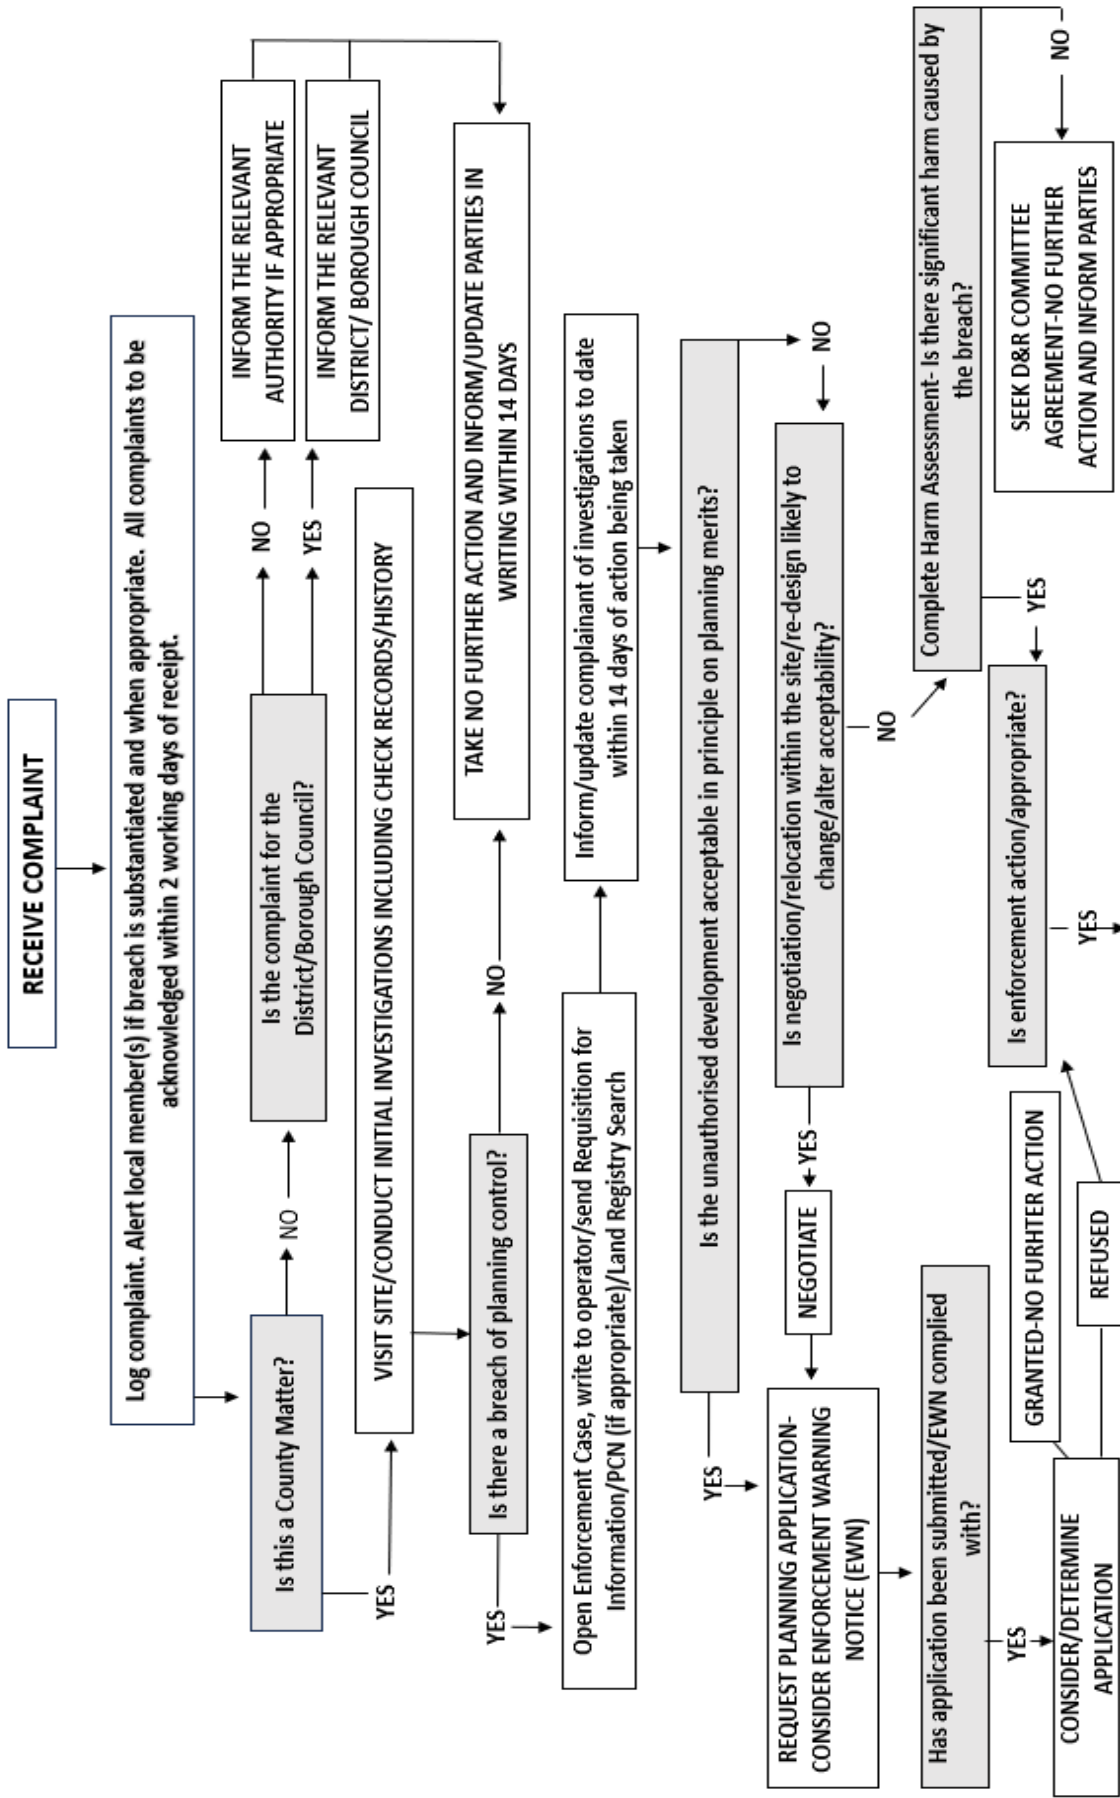 RECEIVE COMPLAINT
Log complaint. Alert local member(s) if breach is substantiated and when appropriate.  All complaints to be
acknowledged within 2 working days of receipt.
Is this a County Matter?
NO
Is the complaint for the
District/Borough Council?
NO
INFORM THE RELEVANT
AUTHORITY IF APPROPRIATE
YES
INFORM THE RELEVANT
DISTRICT/ BOROUGH COUNCIL
YES
VISIT SITE/CONDUCT INITIAL INVESTIGATIONS INCLUDING CHECK RECORDS/HISTORY
Is there a breach of planning control?
NO
TAKE NO FURTHER ACTION AND INFORM/UPDATE PARTIES IN
WRITING WITHIN 14 DAYS
YES
Open Enforcement Case, write to operator/send Requisition for
Information/PCN (if appropriate)/Land Registry Search
Inform/update complainant of investigations to date
within 14 days of action being taken
Is the unauthorised development acceptable in principle on planning merits?
YES
NO
REQUEST PLANNING APPLICATION-
CONSIDER ENFORCEMENT WARNING
NOTICE (EWN)
NEGOTIATE
YES
Is negotiation/relocation within the site/re-design likely to
change/alter acceptability?
NO
Complete Harm Assessment- Is there significant harm caused by
the breach?
NO
SEEK D&R COMMITTEE
AGREEMENT-NO FURTHER
ACTION AND INFORM PARTIES
YES
Has application been submitted/EWN complied
with?
YES
CONSIDER/DETERMINE
APPLICATION
GRANTED-NO FURHTER ACTION
REFUSED
Is enforcement action/appropriate?
YES